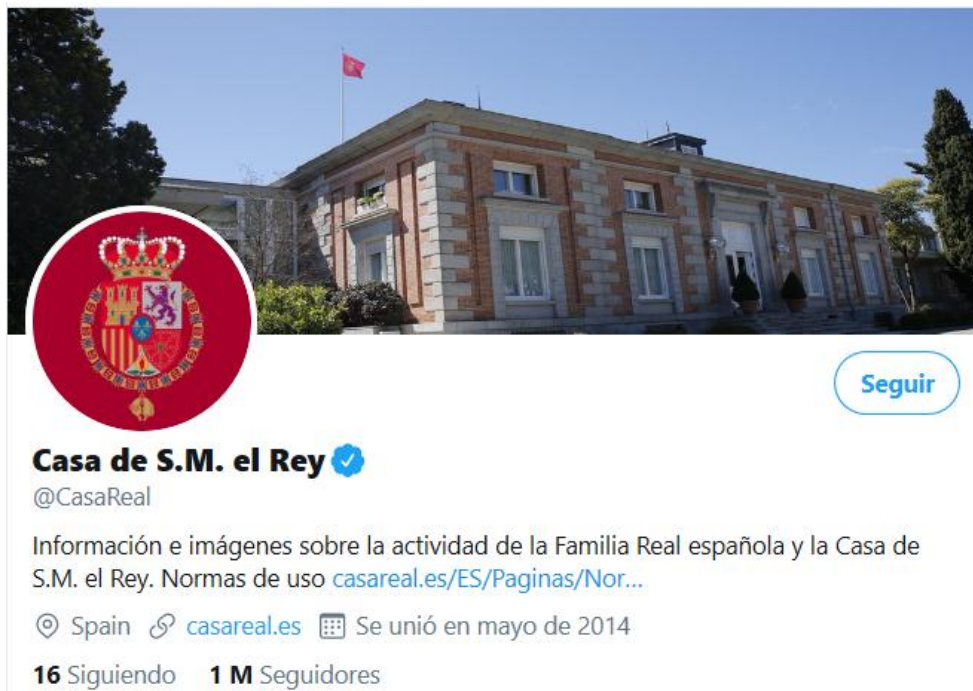 Seguir
Casa de S.M. el Rey
@CasaReal
Información e imágenes sobre la actividad de la Familia Real española y la Casa de
S.M. el Rey. Normas de uso casareal.es/ES/Paginas/Nor...
Spain casareal.es Se unió en mayo de 2014
16 Siguiendo 1 M Seguidores